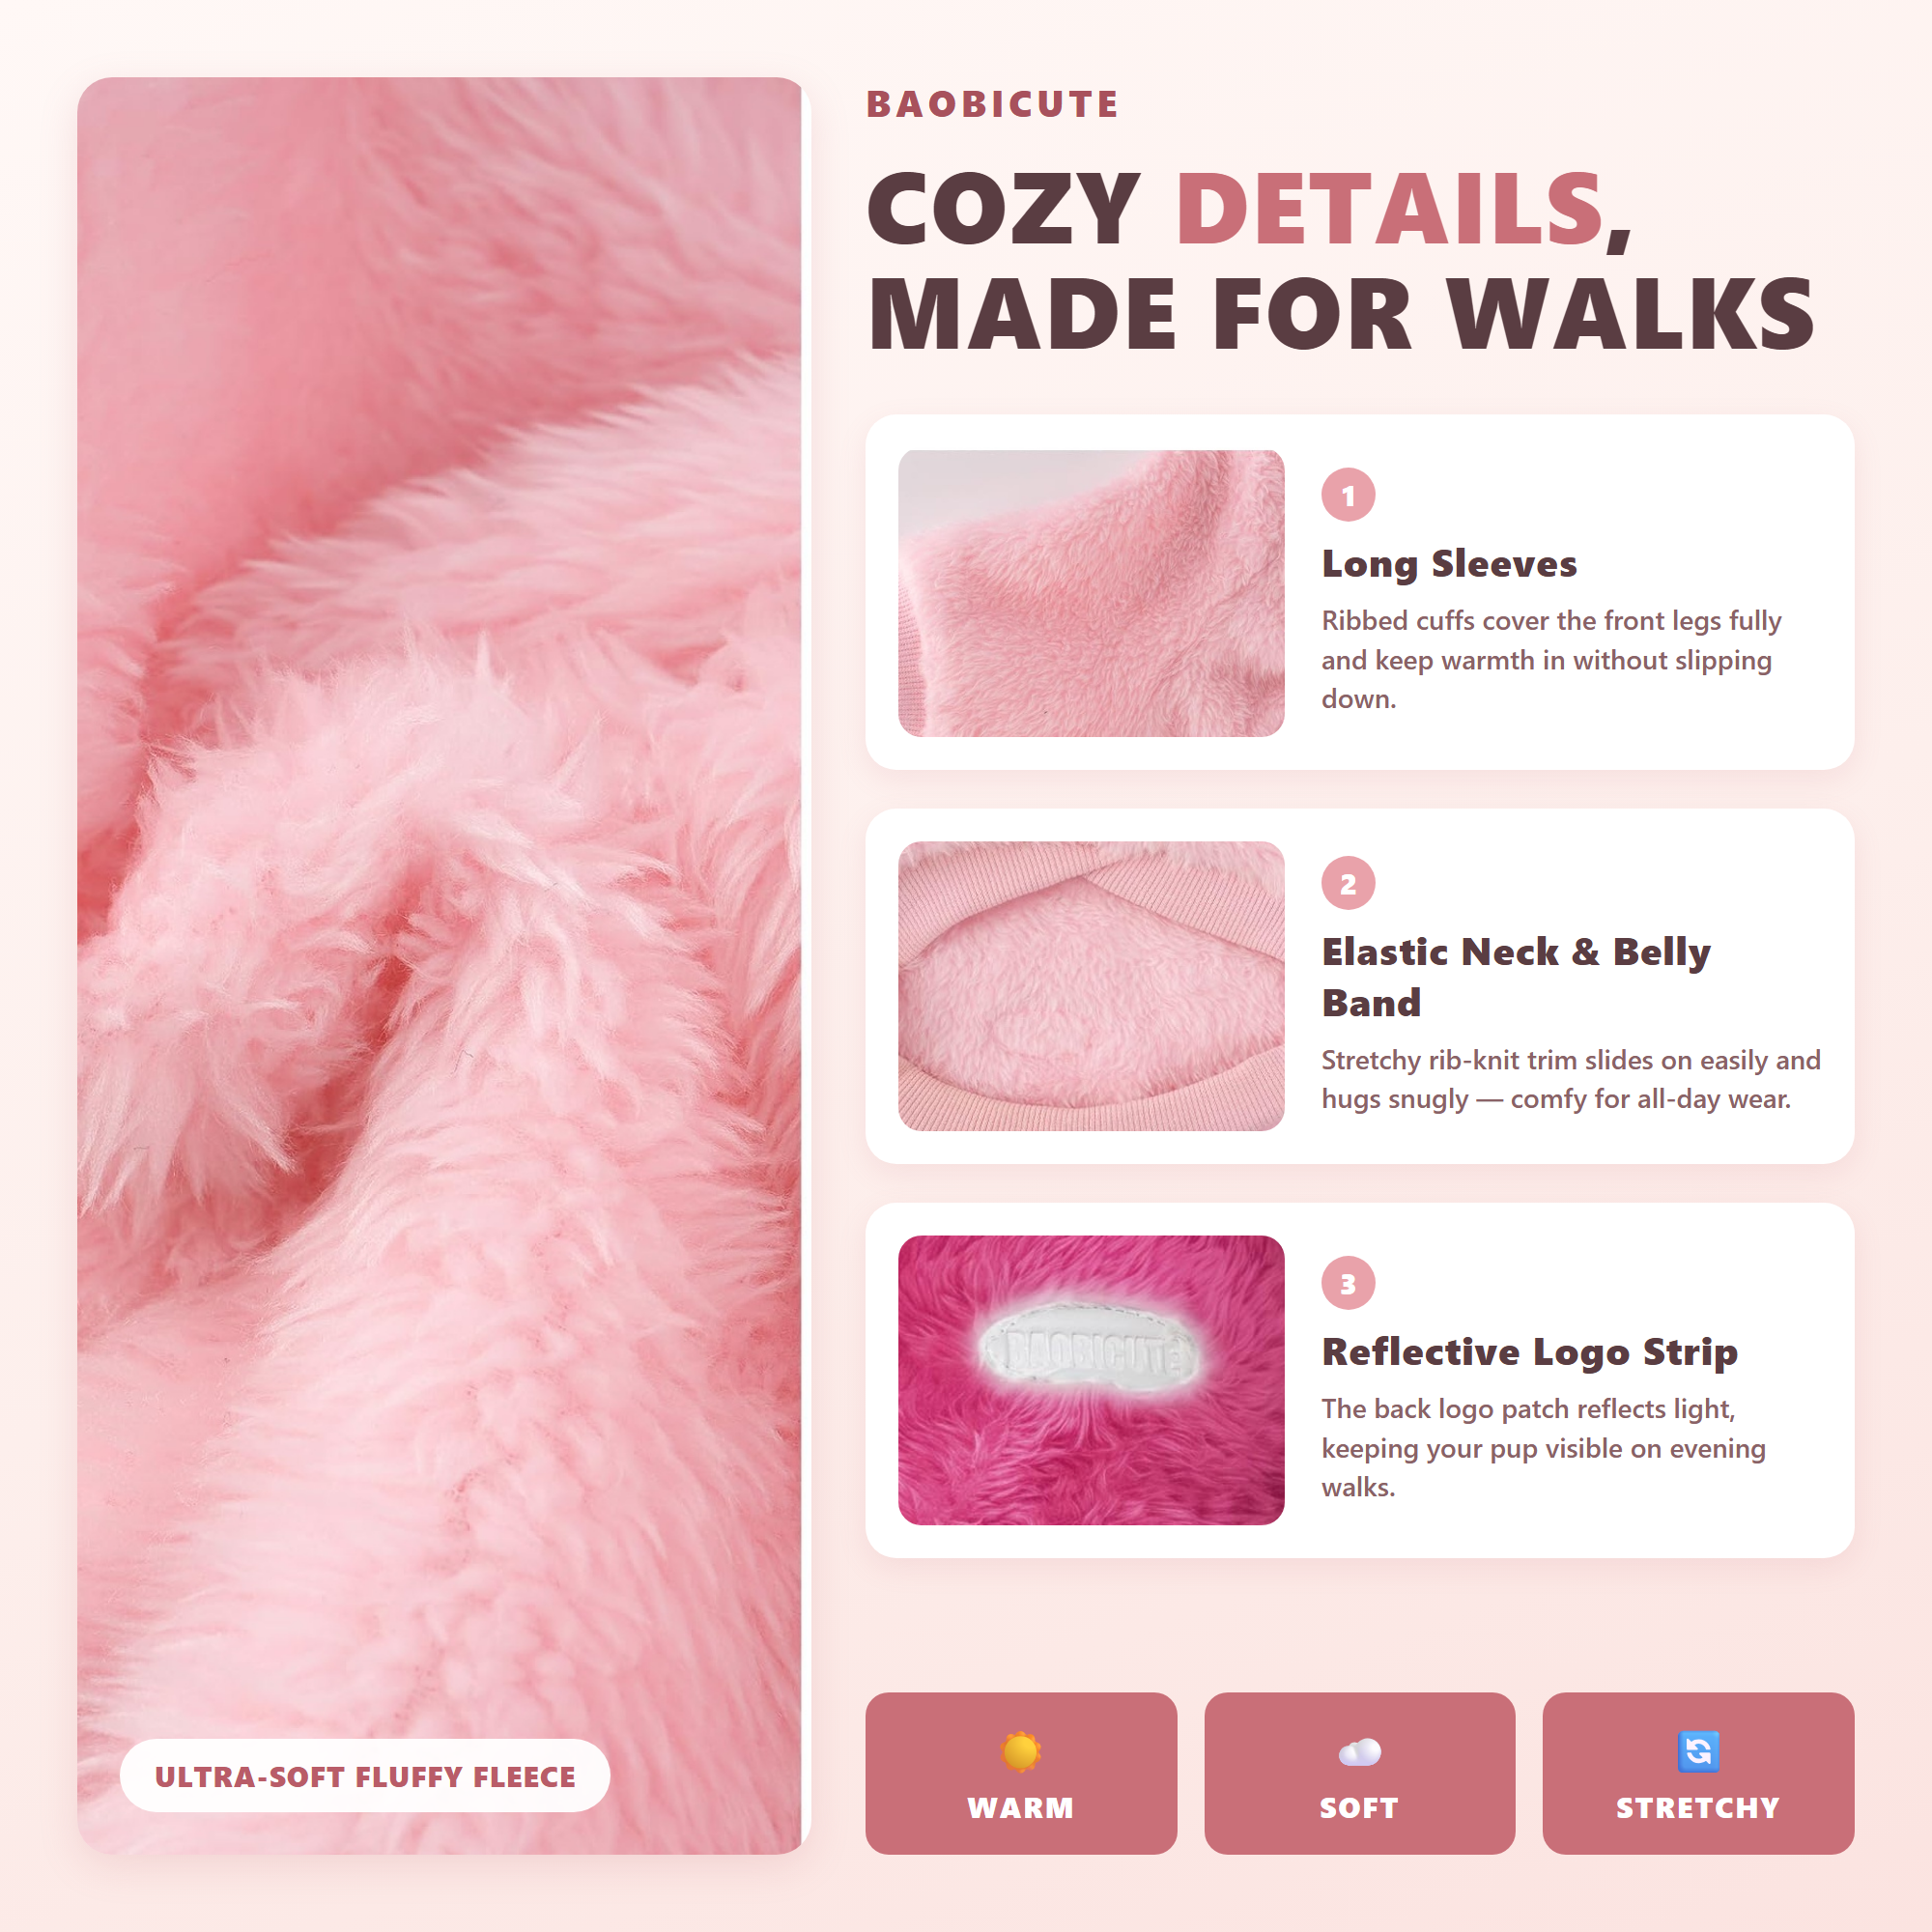 BAOBICUTE
COZY DETAILS,
MADE FOR WALKS
1
Long Sleeves
Ribbed cuffs cover the front legs fully
and keep warmth in without slipping
down.
2
Elastic Neck & Belly
Band
Stretchy rib-knit trim slides on easily and
hugs snugly — comfy for all-day wear.
BAOBICUTE
3
Reflective Logo Strip
The back logo patch reflects light,
keeping your pup visible on evening
walks.
ULTRA-SOFT FLUFFY FLEECE
WARM
SOFT
STRETCHY